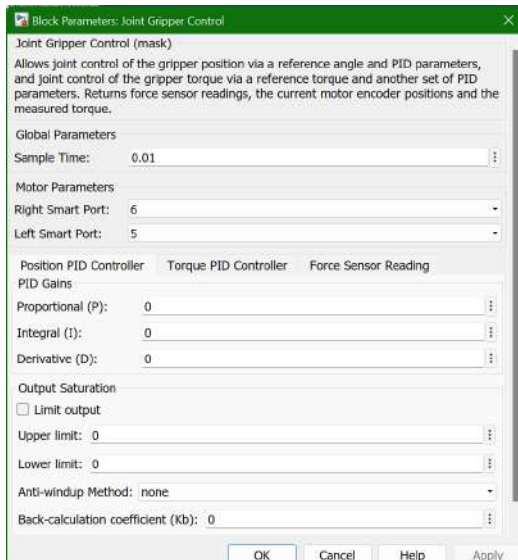 Block Parameters: Joint Gripper Control
Joint Gripper Control (mask)
Allows joint control of the gripper position via a reference angle and PID parameters,
and joint control of the gripper torque via a reference torque and another set of PID
parameters. Returns force sensor readings, the current motor encoder positions and the
measured torque.
Global Parameters
Sample Time: 0.01
Motor Parameters
Right Smart Port: 6
Left Smart Port: 5
Position PID Controller Torque PID Controller Force Sensor Reading
PID Gains
Proportional (P): 0
Integral (I): 0
Derivative (D): 0
Output Saturation
Limit output
Upper limit: 0
Lower limit: 0
Anti-windup Method: none
Back-calculation coefficient (Kb): 0
OK Cancel Help Apply